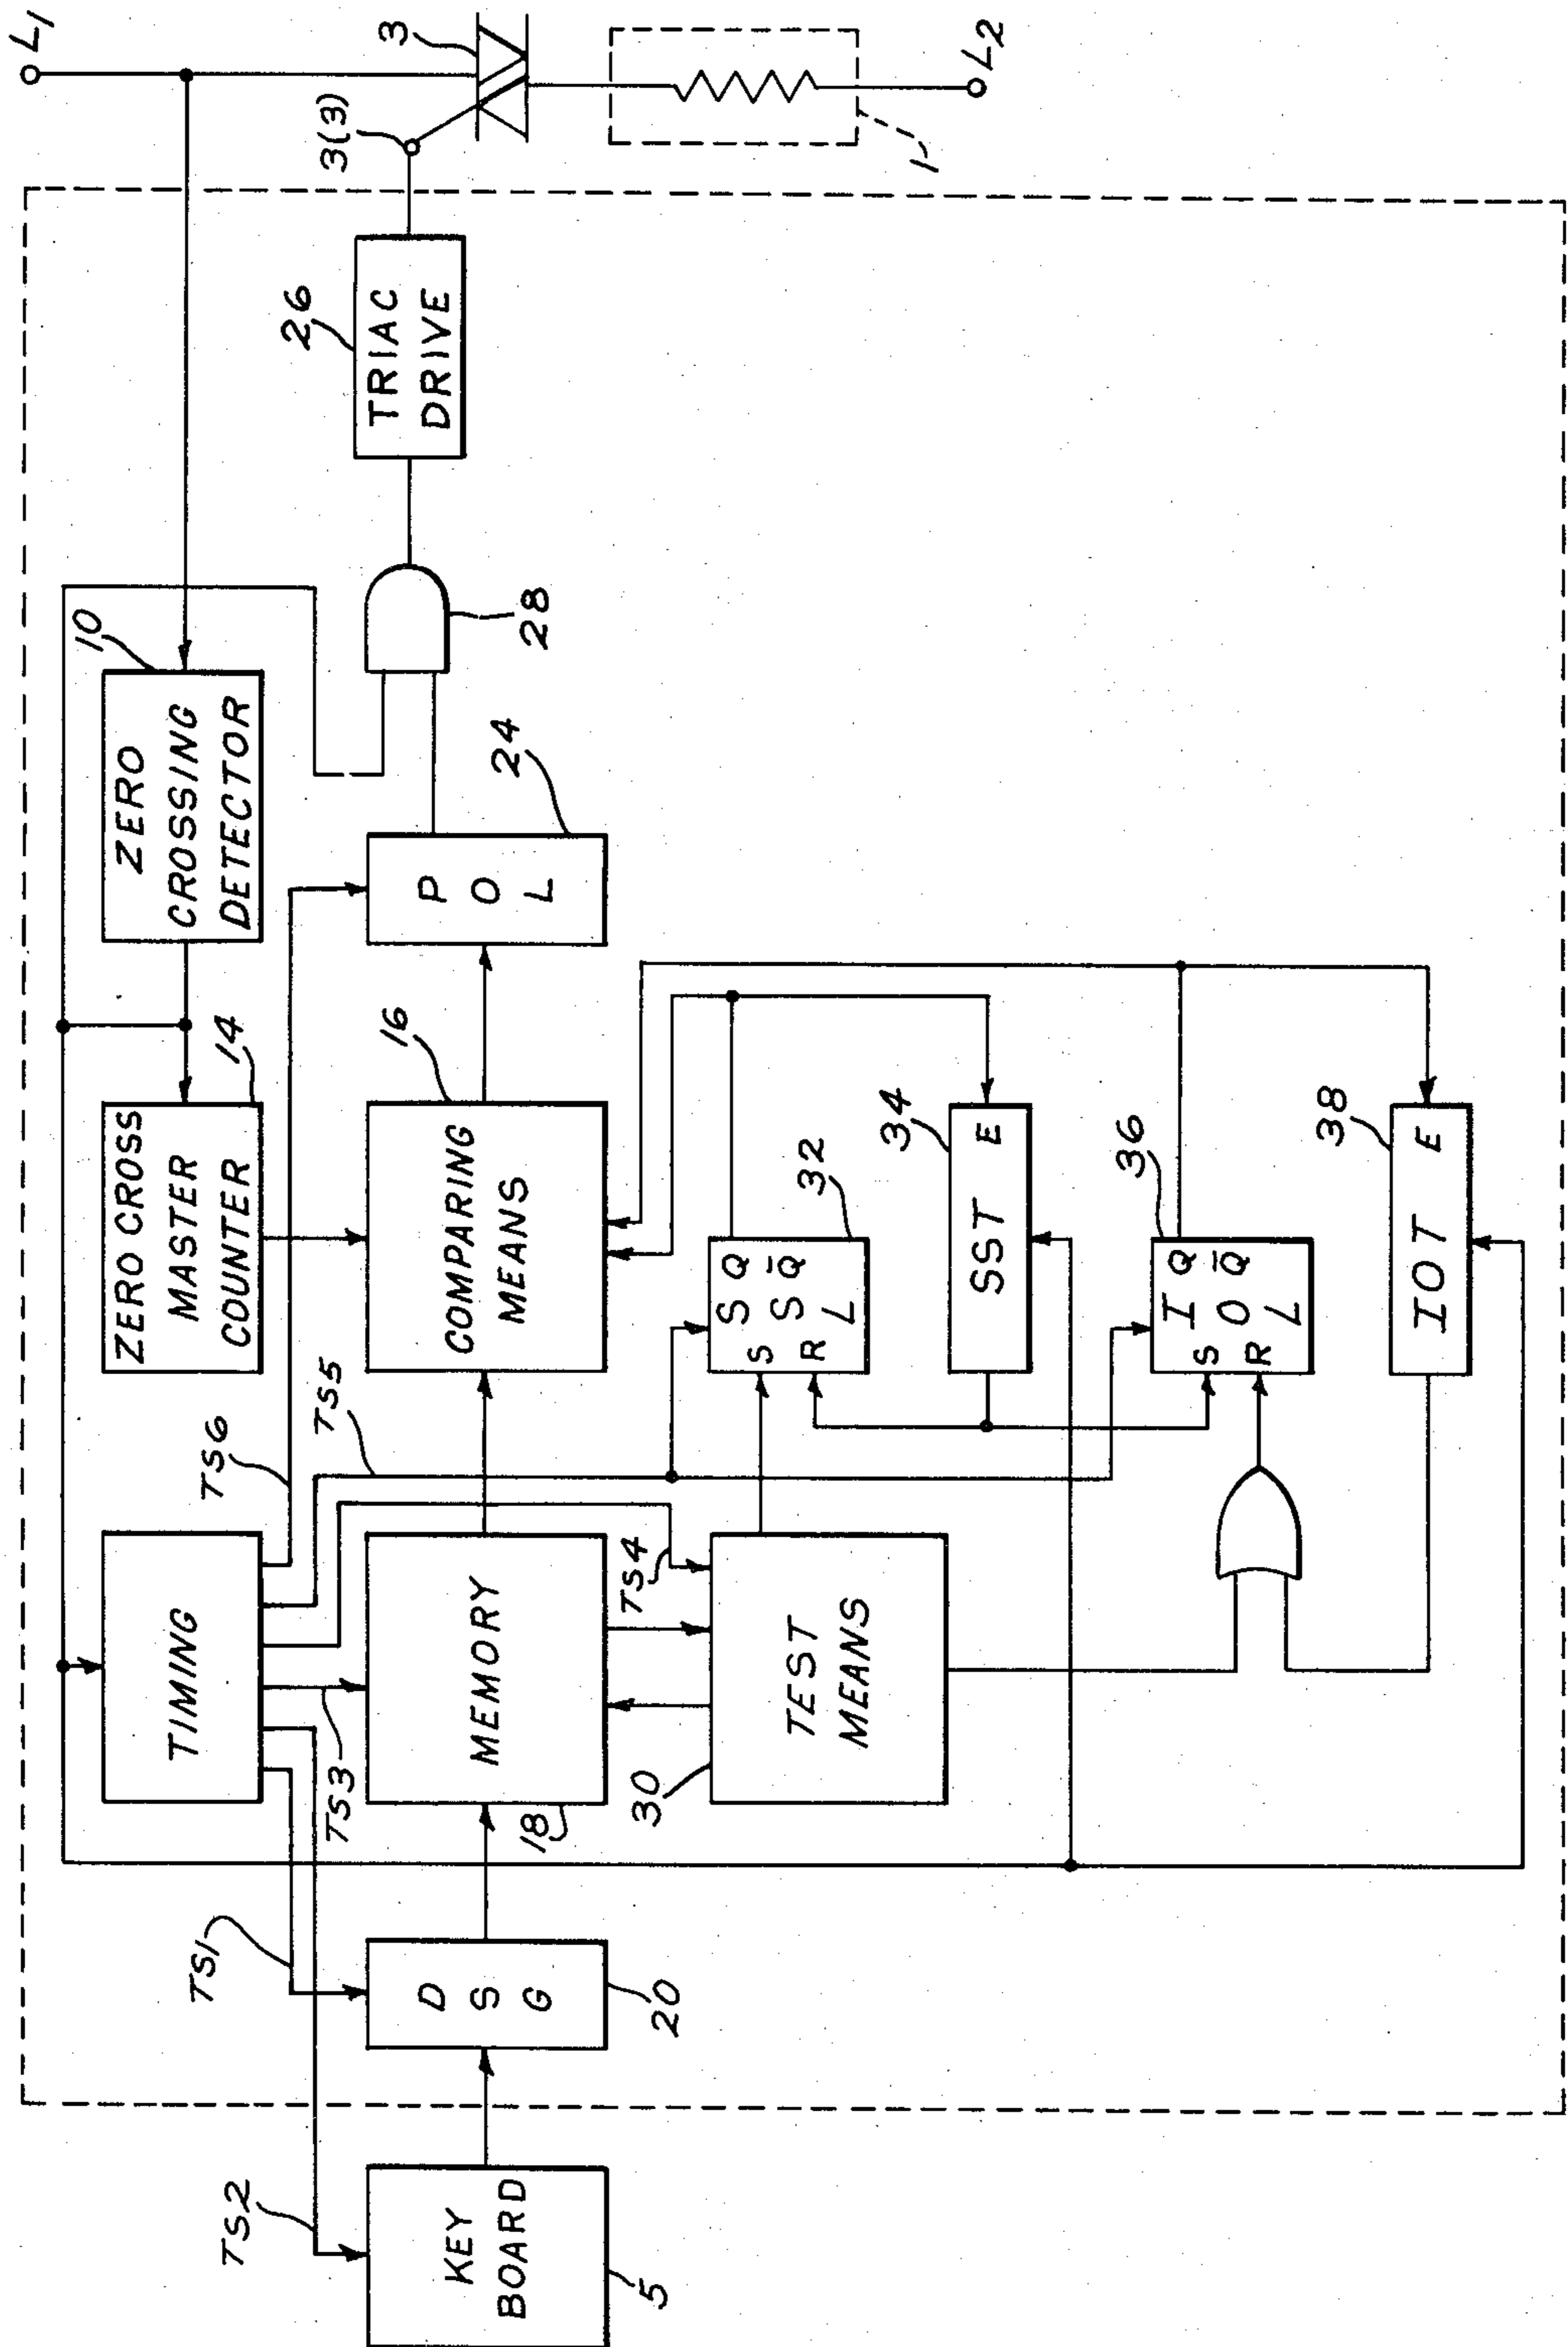 L1
ZERO
CROSSING
DETECTOR
10
ZERO CROSS
MASTER
COUNTER
14
TIMING
TS1
TS2
TS3
TS4
TS5
TS6
KEY
BOARD
5
D
S
G
20
MEMORY
18
COMPARING
MEANS
16
P
O
L
24
28
TRIAC
DRIVE
26
3(3)
3
1
L2
TEST
MEANS
30
S S Q
R S Q̄
L
32
SST E
34
S I Q
R O Q̄
L
36
IOT E
38